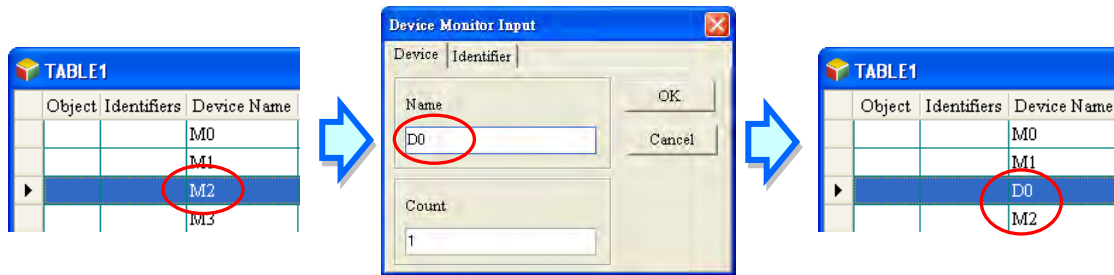 TABLE1
Object Identifiers Device Name
M0
M1
M2
M3
Device Monitor Input
Device Identifier
Name
D0
OK
Cancel
Count
1
TABLE1
Object Identifiers Device Name
M0
M1
D0
M2